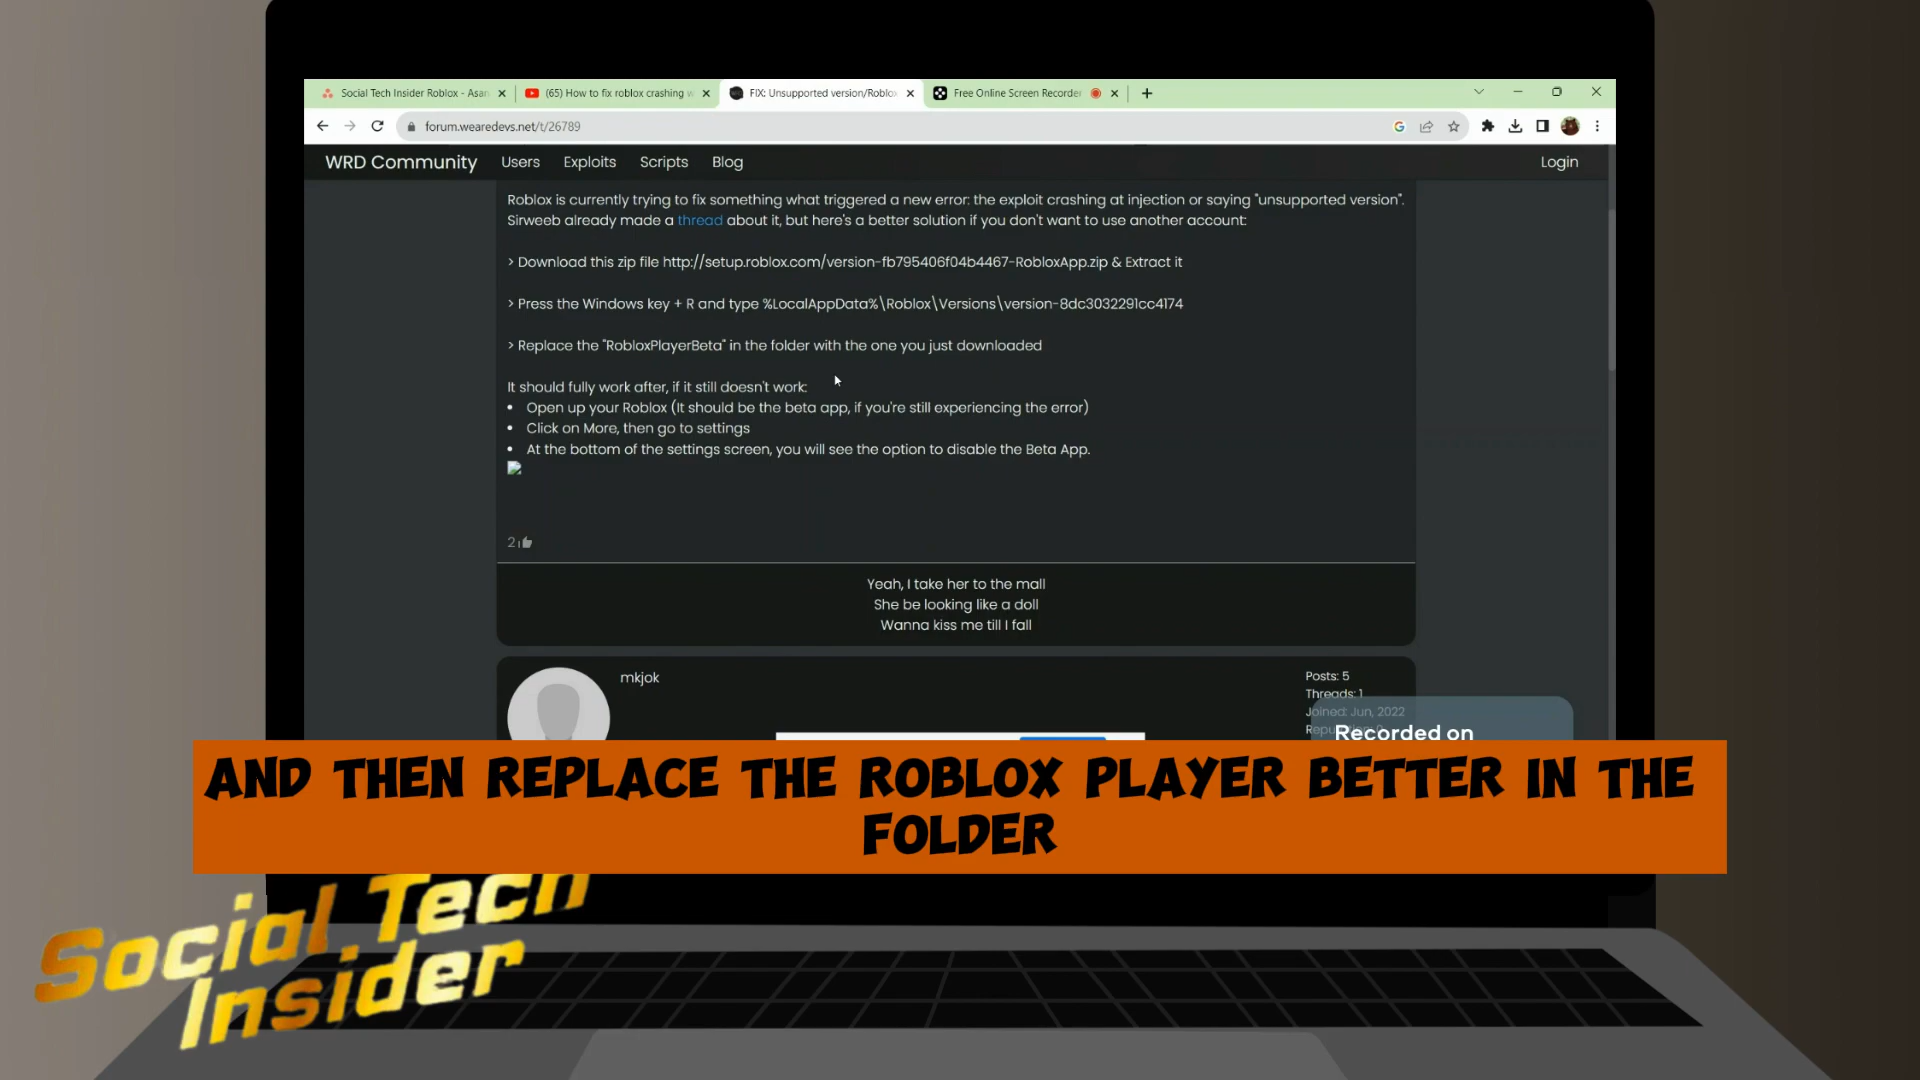 Social Tech Insider Roblox - Asan
(65) How to fix roblox crashing w
FIX: Unsupported version/Roblox
Free Online Screen Recorder
forum.wearedevs.net/t/26789
WRD Community Users Exploits Scripts Blog Login
Roblox is currently trying to fix something what triggered a new error: the exploit crashing at injection or saying "unsupported version".
Sirweeb already made a thread about it, but here's a better solution if you don't want to use another account:
> Download this zip file http://setup.roblox.com/version-fb795406f04b4467-RobloxApp.zip & Extract it
> Press the Windows key + R and type %LocalAppData%\Roblox\Versions\version-8dc3032291cc4174
> Replace the "RobloxPlayerBeta" in the folder with the one you just downloaded
It should fully work after, if it still doesn't work:
• Open up your Roblox (It should be the beta app, if you're still experiencing the error)
• Click on More, then go to settings
• At the bottom of the settings screen, you will see the option to disable the Beta App.
2
Yeah, I take her to the mall
She be looking like a doll
Wanna kiss me till I fall
mkjok
Posts: 5
Threads: 1
Joined: Jun, 2022
Recorded on
AND THEN REPLACE THE ROBLOX PLAYER BETTER IN THE
FOLDER
Social Tech
Insider